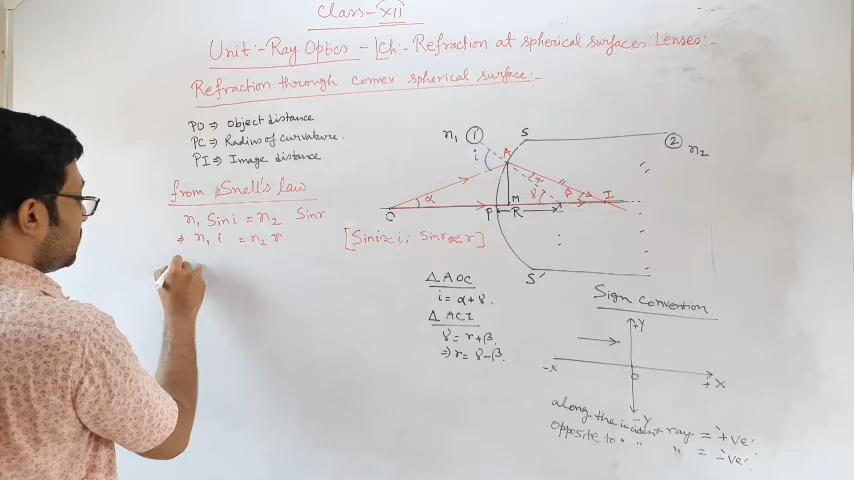 Class-XII
Unit:-Ray Optics - [Ch:- Refraction at spherical surfaces Lenses:-
Refraction through convex spherical surface:-
PO ⇒ Object distance
PC ⇒ Radius of curvature.
PI ⇒ Image distance
from Snell's law
n₁ Sin i = n₂ Sin r
⇒ n₁ i = n₂ r [Sin i ≈ i; Sin r ≈ r]
n₁ ① S ② n₂
i A r
α M γ β I
O P R C
S'
Δ AOC
i = α + γ.
Δ ACI
γ = r + β.
⇒ r = γ - β.
Sign convention
+Y
-X O +X
-Y
along the incident ray = '+ve'
opposite to " " " = '-ve'